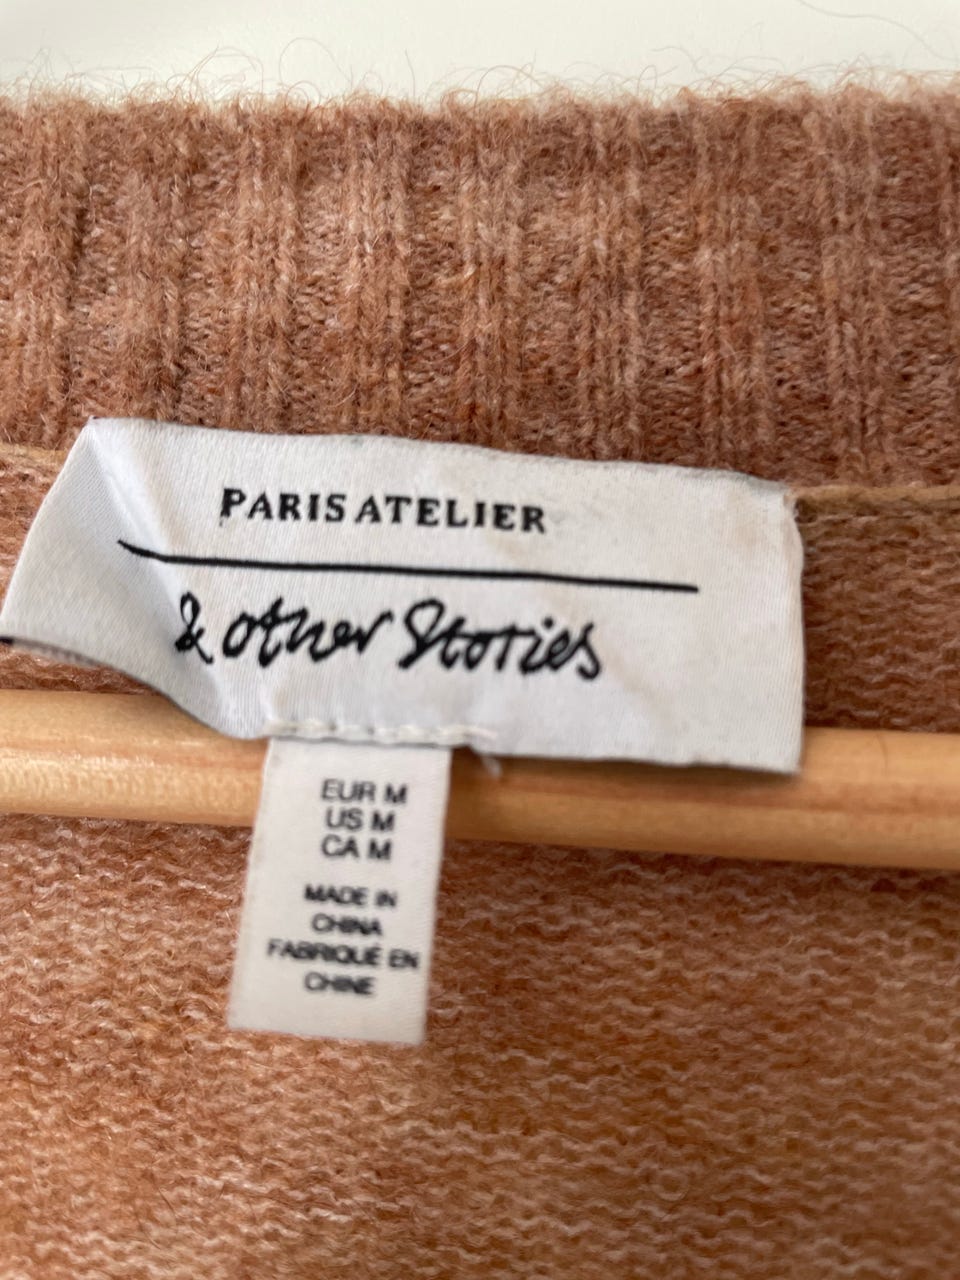 PARIS ATELIER
& other Stories
EUR M
US M
CA M
MADE IN
CHINA
FABRIQUÉ EN
CHINE